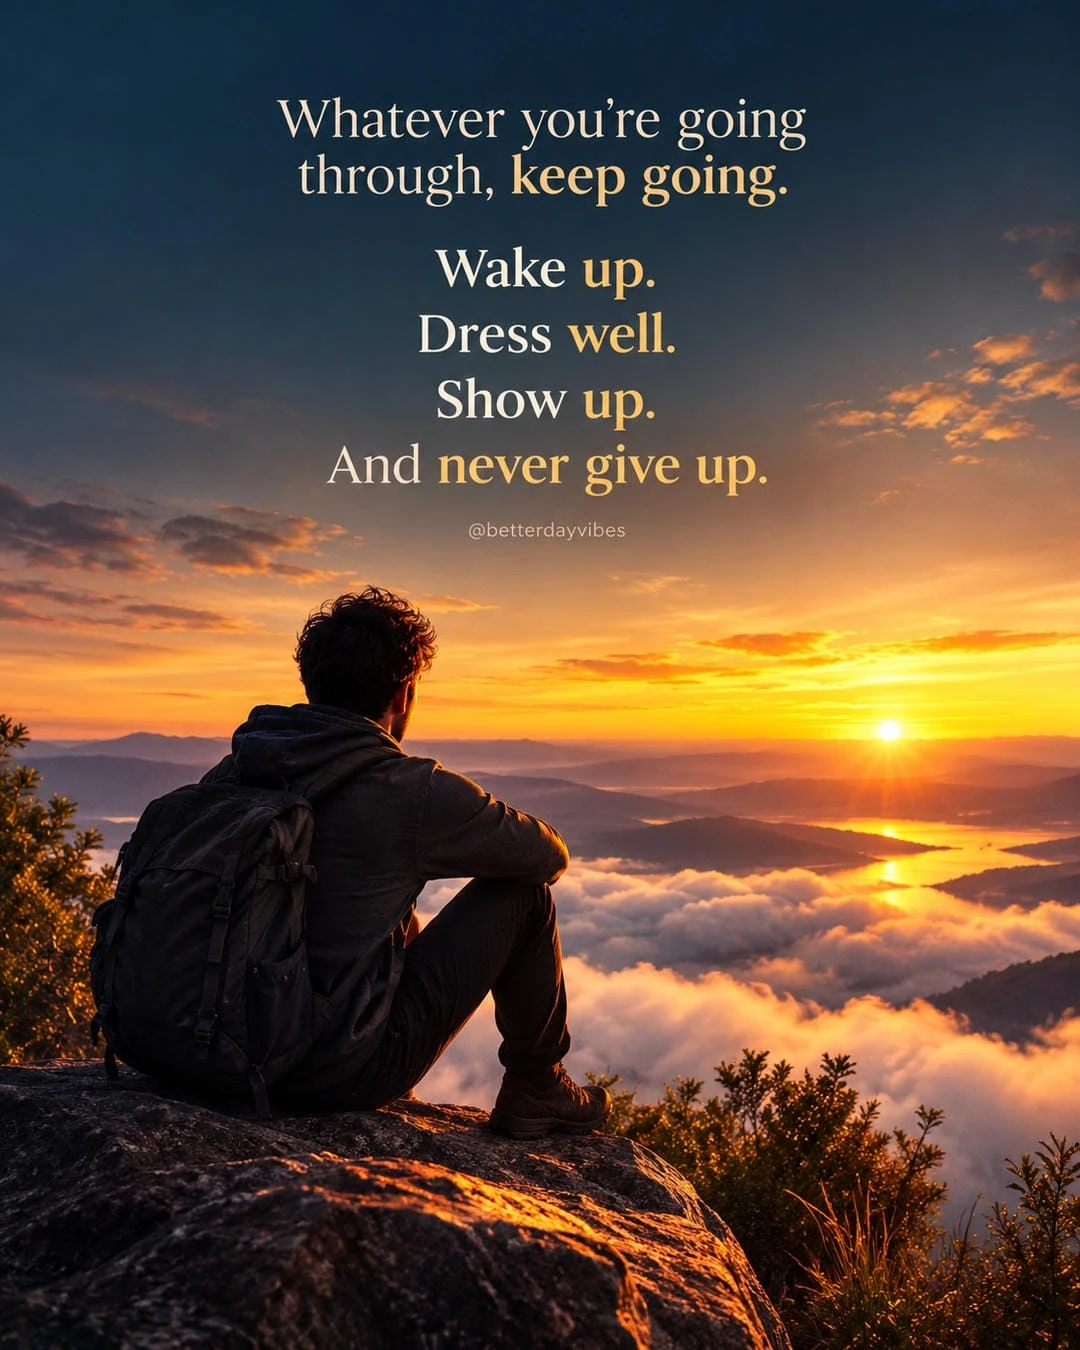 Whatever you’re going
through, keep going.
Wake up.
Dress well.
Show up.
And never give up.
@betterdayvibes